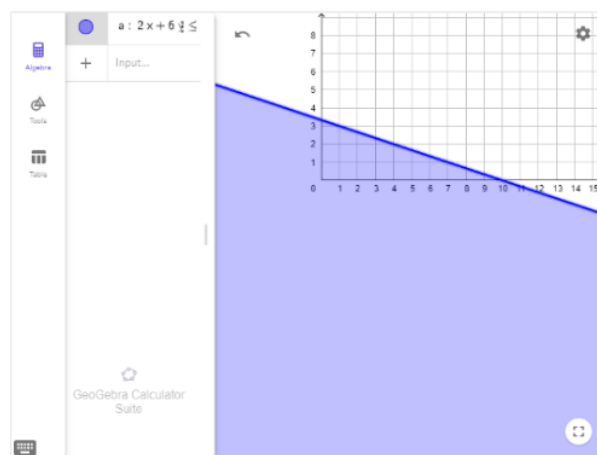 a : 2x + 6y ≤
Algebra
+ Input...
Tools
Table
GeoGebra Calculator
Suite
8
7
6
5
4
3
2
1
0 1 2 3 4 5 6 7 8 9 10 11 12 13 14 15